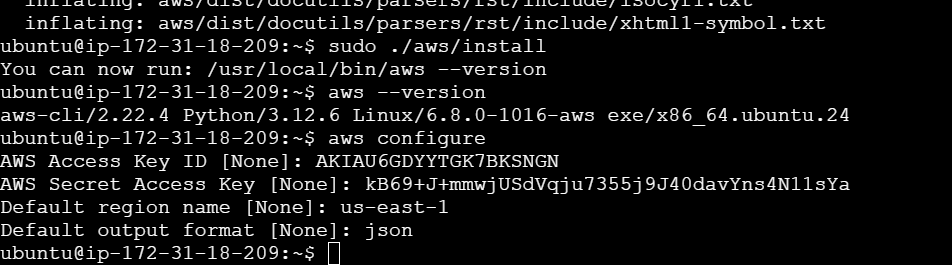 inflating: aws/dist/docutils/parsers/rst/include/isocyr1.txt
inflating: aws/dist/docutils/parsers/rst/include/xhtml1-symbol.txt
ubuntu@ip-172-31-18-209:~$ sudo ./aws/install
You can now run: /usr/local/bin/aws --version
ubuntu@ip-172-31-18-209:~$ aws --version
aws-cli/2.22.4 Python/3.12.6 Linux/6.8.0-1016-aws exe/x86_64.ubuntu.24
ubuntu@ip-172-31-18-209:~$ aws configure
AWS Access Key ID [None]: AKIAU6GDYYTGK7BKSNGN
AWS Secret Access Key [None]: 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
Default region name [None]: us-east-1
Default output format [None]: json
ubuntu@ip-172-31-18-209:~$